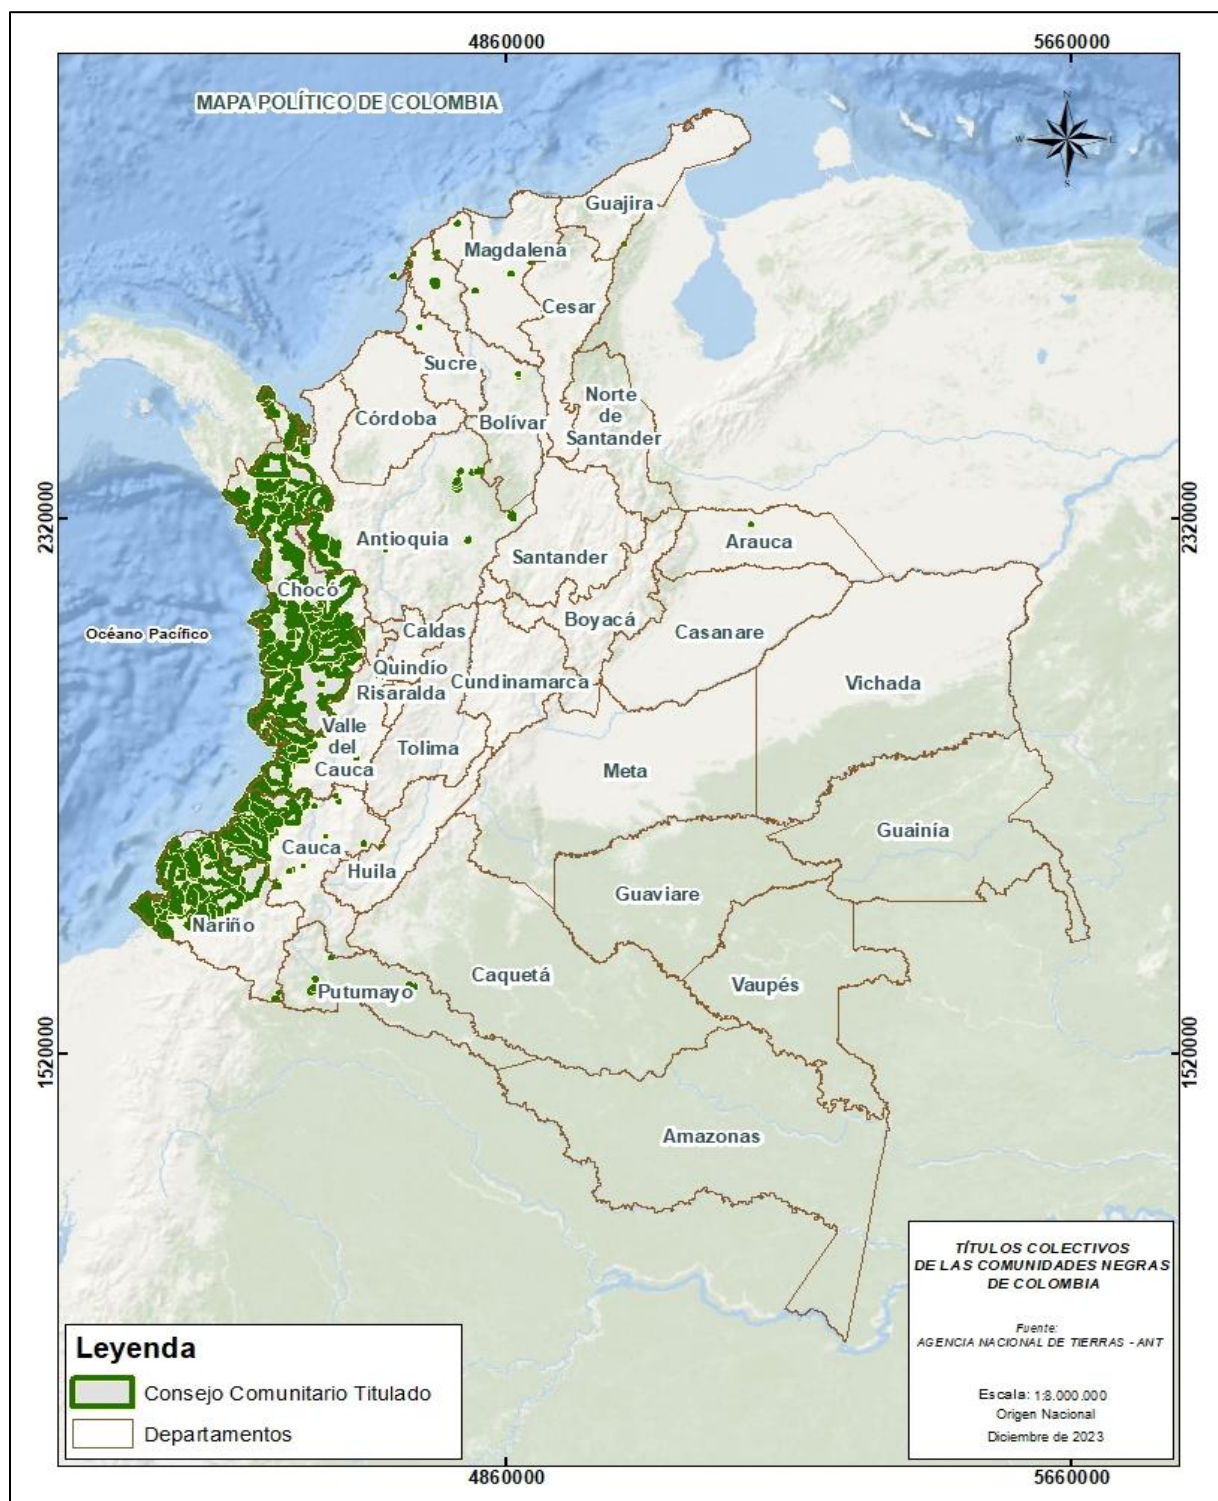 4860000
5660000
MAPA POLÍTICO DE COLOMBIA
N
W
E
S
Guajira
Magdalena
Cesar
Sucre
Norte
de
Santander
Córdoba
Bolívar
2320000
2320000
Antioquia
Arauca
Santander
Chocó
Boyacá
Océano Pacífico
Caldas
Casanare
Quindío
Cundinamarca
Risaralda
Vichada
Valle
del
Cauca
Tolima
Meta
Guainía
Cauca
Huila
Guaviare
Nariño
Caquetá
Vaupés
Putumayo
1520000
1520000
Amazonas
TÍTULOS COLECTIVOS
DE LAS COMUNIDADES NEGRAS
DE COLOMBIA
Fuente:
AGENCIA NACIONAL DE TIERRAS - ANT
Escala: 1:8.000.000
Origen Nacional
Diciembre de 2023
Leyenda
Consejo Comunitario Titulado
Departamentos
4860000
5660000